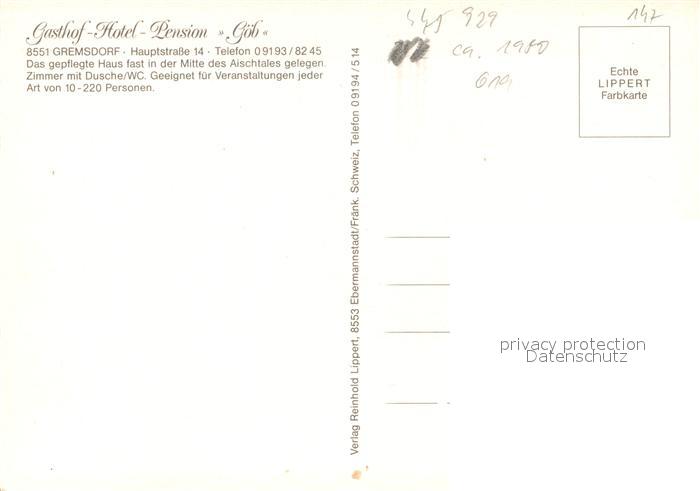 Gasthof-Hotel-Pension »Göb«
8551 GREMSDORF · Hauptstraße 14 · Telefon 09193/8245
Das gepflegte Haus fast in der Mitte des Aischtales gelegen.
Zimmer mit Dusche/WC. Geeignet für Veranstaltungen jeder
Art von 10-220 Personen.
Verlag Reinhold Lippert, 8553 Ebermannstadt/Fränk. Schweiz, Telefon 09194/514
929
147
ca. 1980
Echte
LIPPERT
Farbkarte
privacy protection
Datenschutz